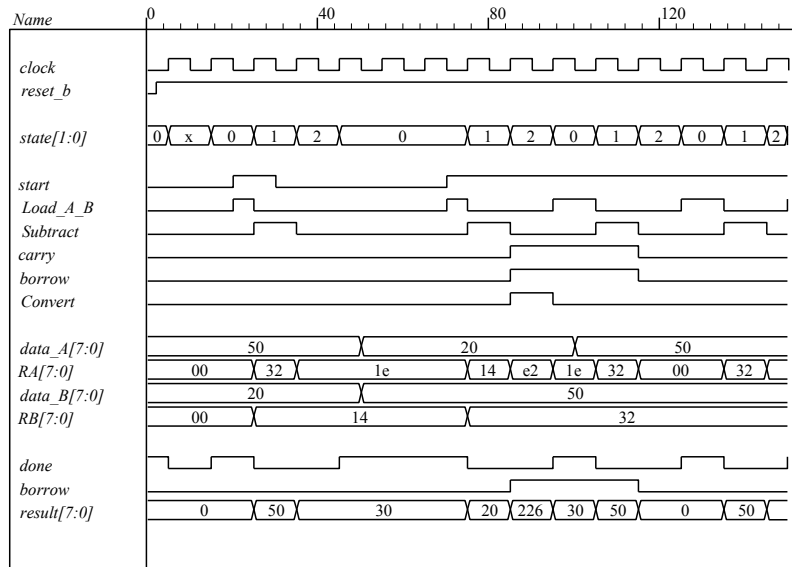 Name 0 40 80 120
clock
reset_b
state[1:0] 0 x 0 1 2 0 1 2 0 1 2 0 1 2
start
Load_A_B
Subtract
carry
borrow
Convert
data_A[7:0] 50 20 50
RA[7:0] 00 32 1e 14 e2 1e 32 00 32
data_B[7:0] 20 50
RB[7:0] 00 14 32
done
borrow
result[7:0] 0 50 30 20 226 30 50 0 50